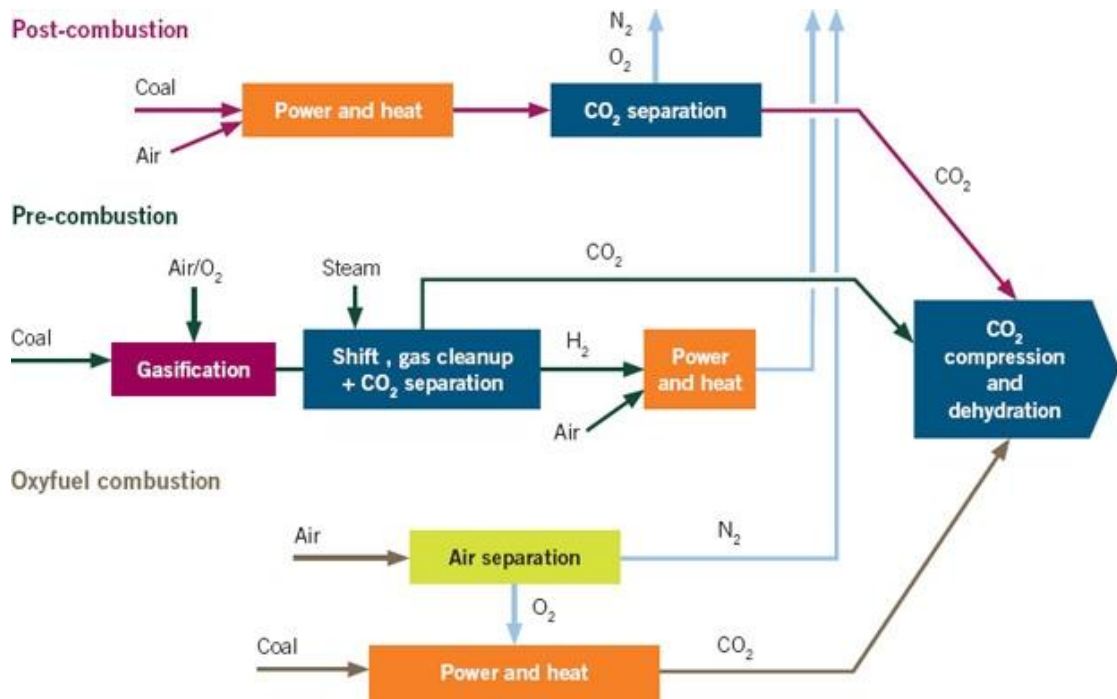 Post-combustion
N₂
O₂
Coal
Power and heat
CO₂ separation
Air
CO₂
Pre-combustion
Air/O₂
Steam
CO₂
Coal
Gasification
Shift , gas cleanup
+ CO₂ separation
H₂
Power
and heat
Air
CO₂
compression
and
dehydration
Oxyfuel combustion
Air
Air separation
N₂
O₂
Coal
Power and heat
CO₂